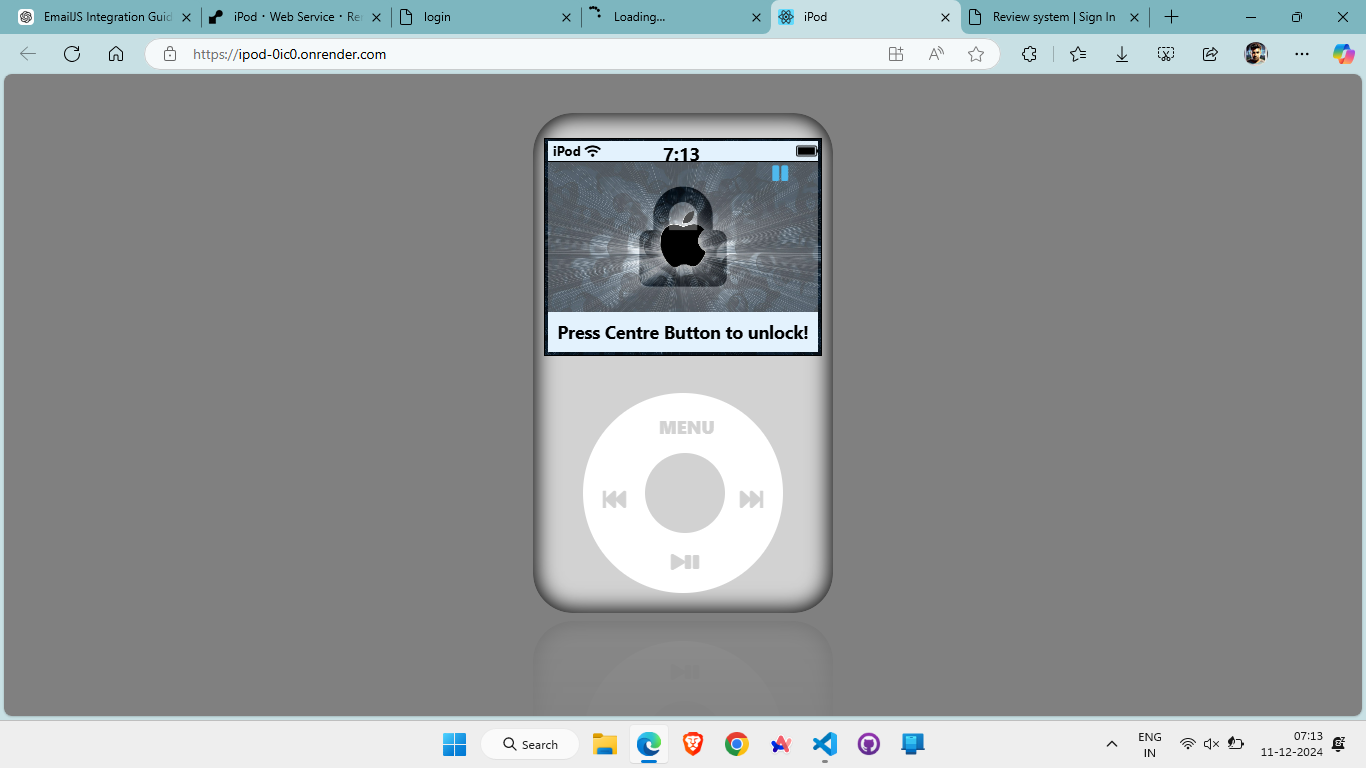 EmailJS Integration Guid
iPod · Web Service · Re
login
Loading...
iPod
Review system | Sign In
https://ipod-0ic0.onrender.com
iPod
7:13
Press Centre Button to unlock!
MENU
Search
ENG
IN
07:13
11-12-2024